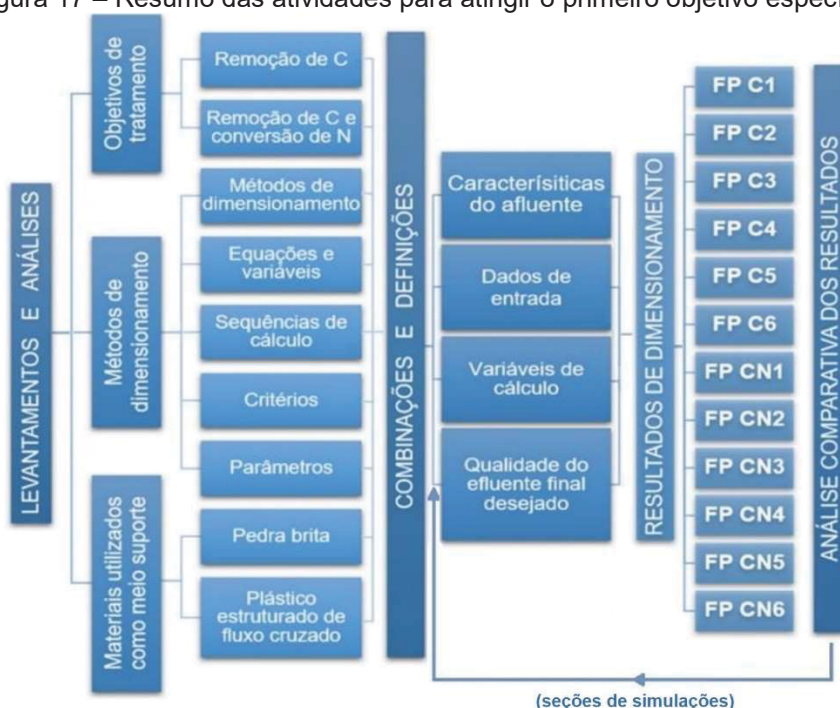 gura 17 – Resumo das atividades para atingir o primeiro objetivo especí
LEVANTAMENTOS E ANÁLISES
Objetivos de
tratamento
Remoção de C
Remoção de C e
conversão de N
Métodos de
dimensionamento
Métodos de
dimensionamento
Equações e
variáveis
Sequências de
cálculo
Critérios
Parâmetros
Materiais utilizados
como meio suporte
Pedra brita
Plástico
estruturado de
fluxo cruzado
COMBINAÇÕES E DEFINIÇÕES
Caracterísiticas
do afluente
Dados de
entrada
Variáveis de
cálculo
Qualidade do
efluente final
desejado
RESULTADOS DE DIMENSIONAMENTO
FP C1
FP C2
FP C3
FP C4
FP C5
FP C6
FP CN1
FP CN2
FP CN3
FP CN4
FP CN5
FP CN6
ANÁLISE COMPARATIVA DOS RESULTADOS
(seções de simulações)